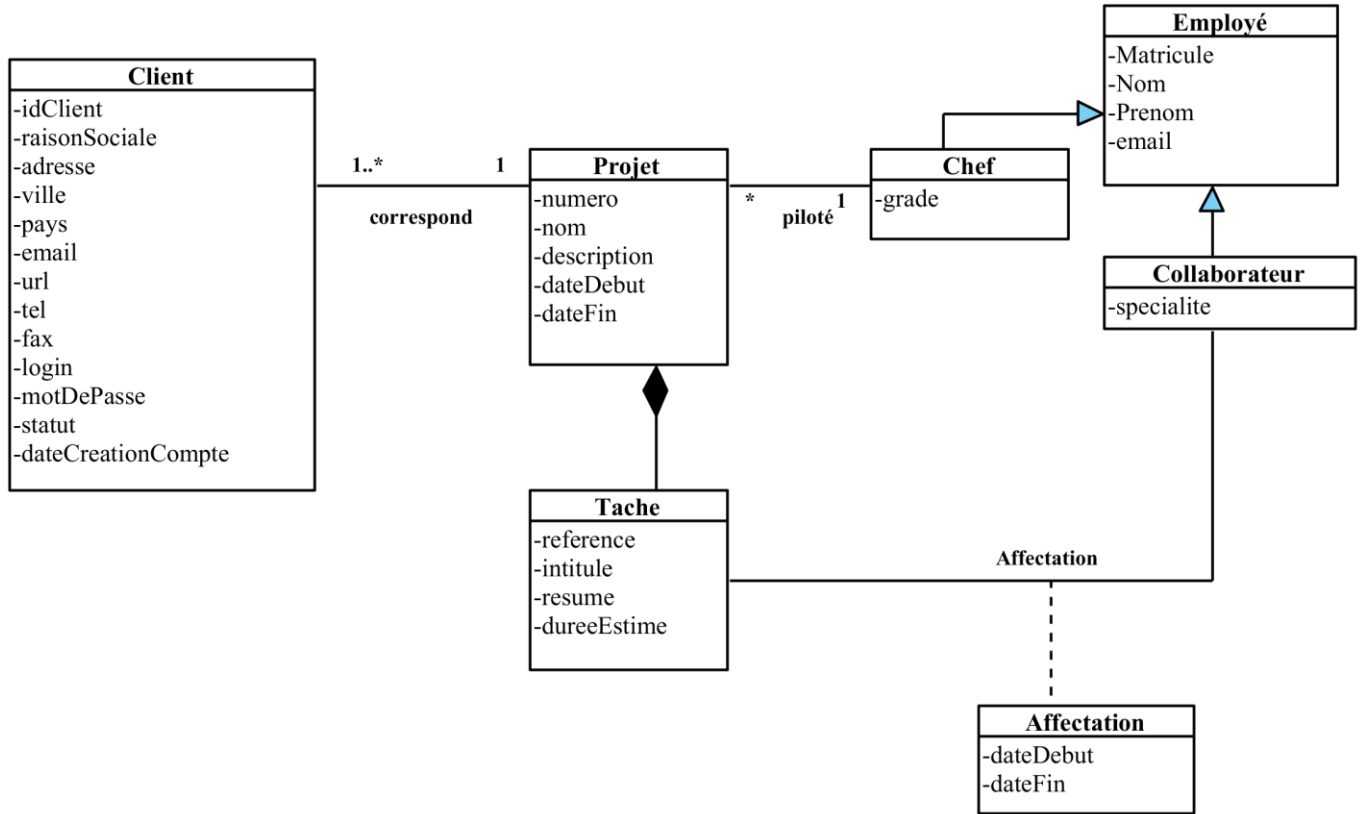 Client
-idClient
-raisonSociale
-adresse
-ville
-pays
-email
-url
-tel
-fax
-login
-motDePasse
-statut
-dateCreationCompte
1..*
1
correspond
Projet
-numero
-nom
-description
-dateDebut
-dateFin
*
1
piloté
Chef
-grade
Employé
-Matricule
-Nom
-Prenom
-email
Collaborateur
-specialite
Tache
-reference
-intitule
-resume
-dureeEstime
Affectation
Affectation
-dateDebut
-dateFin